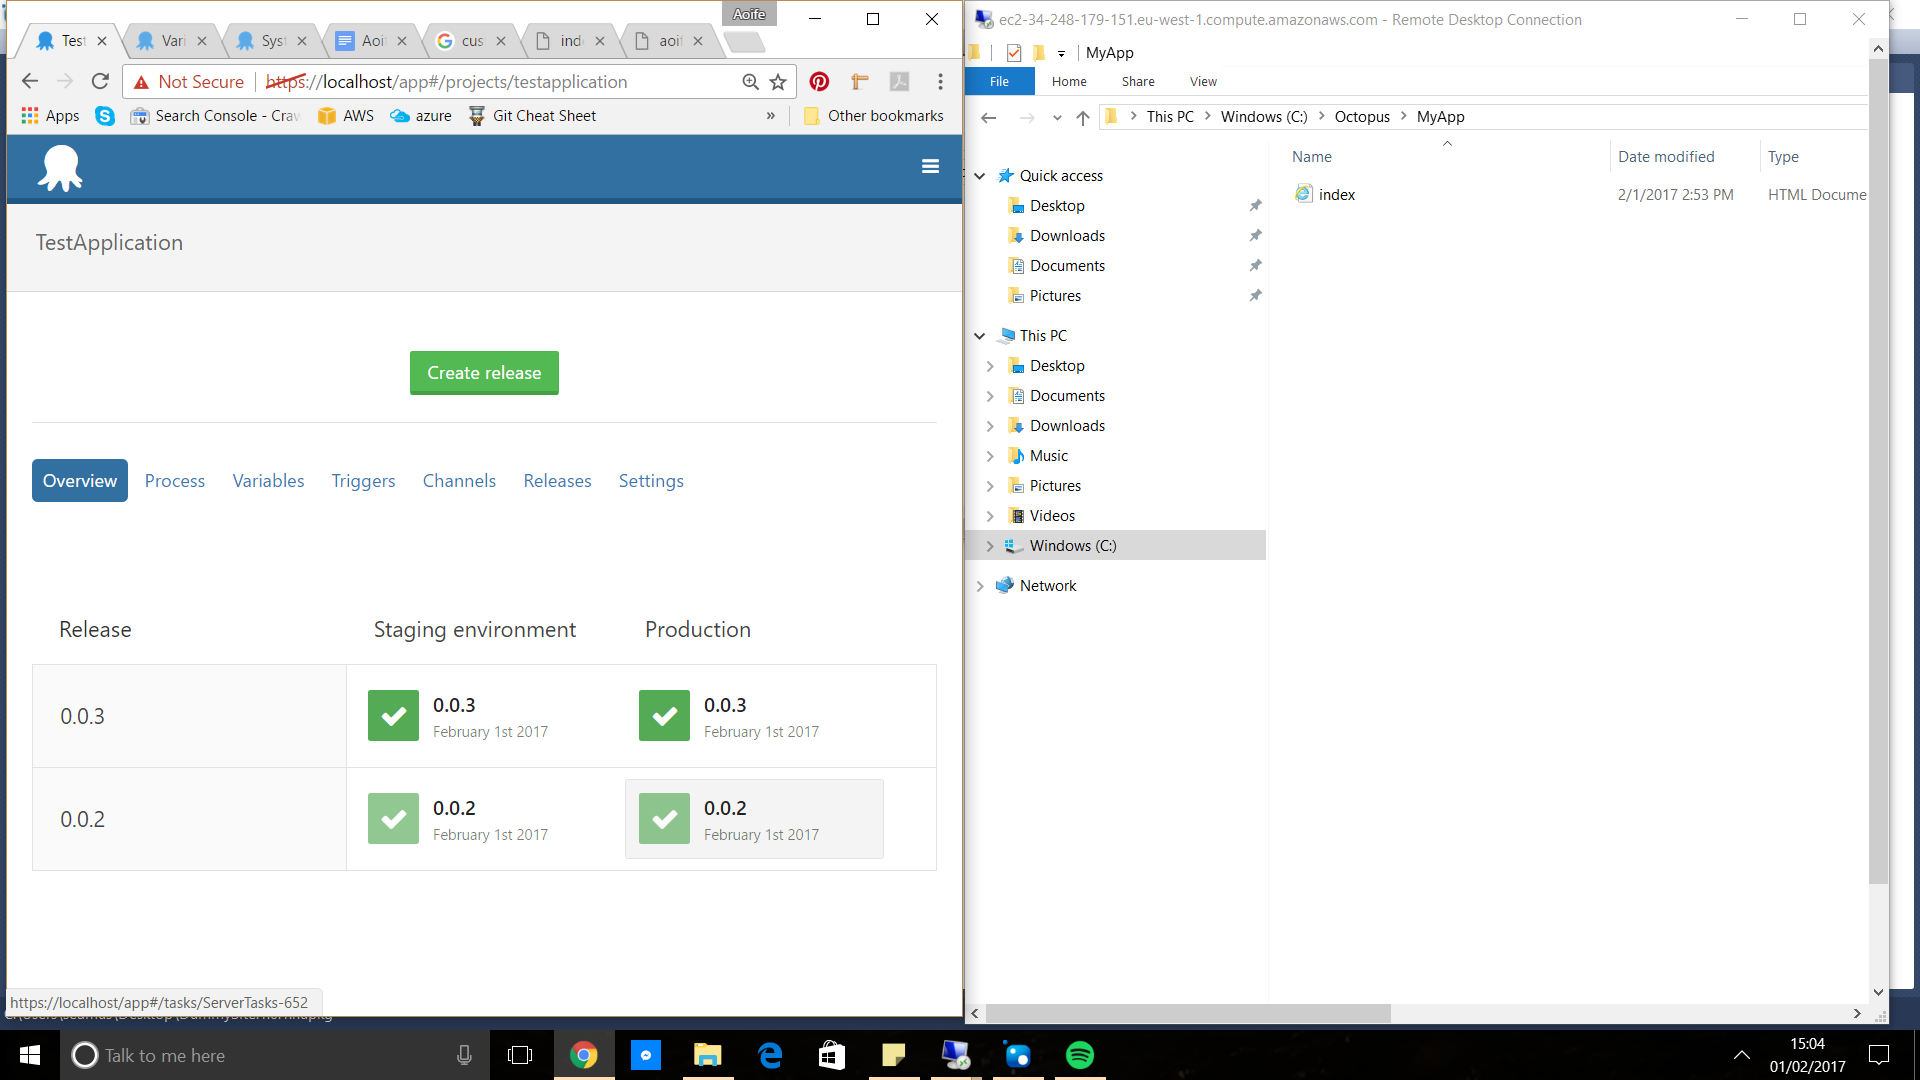 Aoife
Test
Vari
Syst
Aoi
cus
ind
aoif
Not Secure
https://localhost/app#/projects/testapplication
Apps
Search Console - Craw
AWS
azure
Git Cheat Sheet
»
Other bookmarks
TestApplication
Create release
Overview
Process
Variables
Triggers
Channels
Releases
Settings
Release
Staging environment
Production
0.0.3
0.0.3
February 1st 2017
0.0.3
February 1st 2017
0.0.2
0.0.2
February 1st 2017
0.0.2
February 1st 2017
https://localhost/app#/tasks/ServerTasks-652
ec2-34-248-179-151.eu-west-1.compute.amazonaws.com - Remote Desktop Connection
MyApp
File
Home
Share
View
This PC
Windows (C:)
Octopus
MyApp
Name
Date modified
Type
index
2/1/2017 2:53 PM
HTML Docume
Quick access
Desktop
Downloads
Documents
Pictures
This PC
Desktop
Documents
Downloads
Music
Pictures
Videos
Windows (C:)
Network
Talk to me here
15:04
01/02/2017